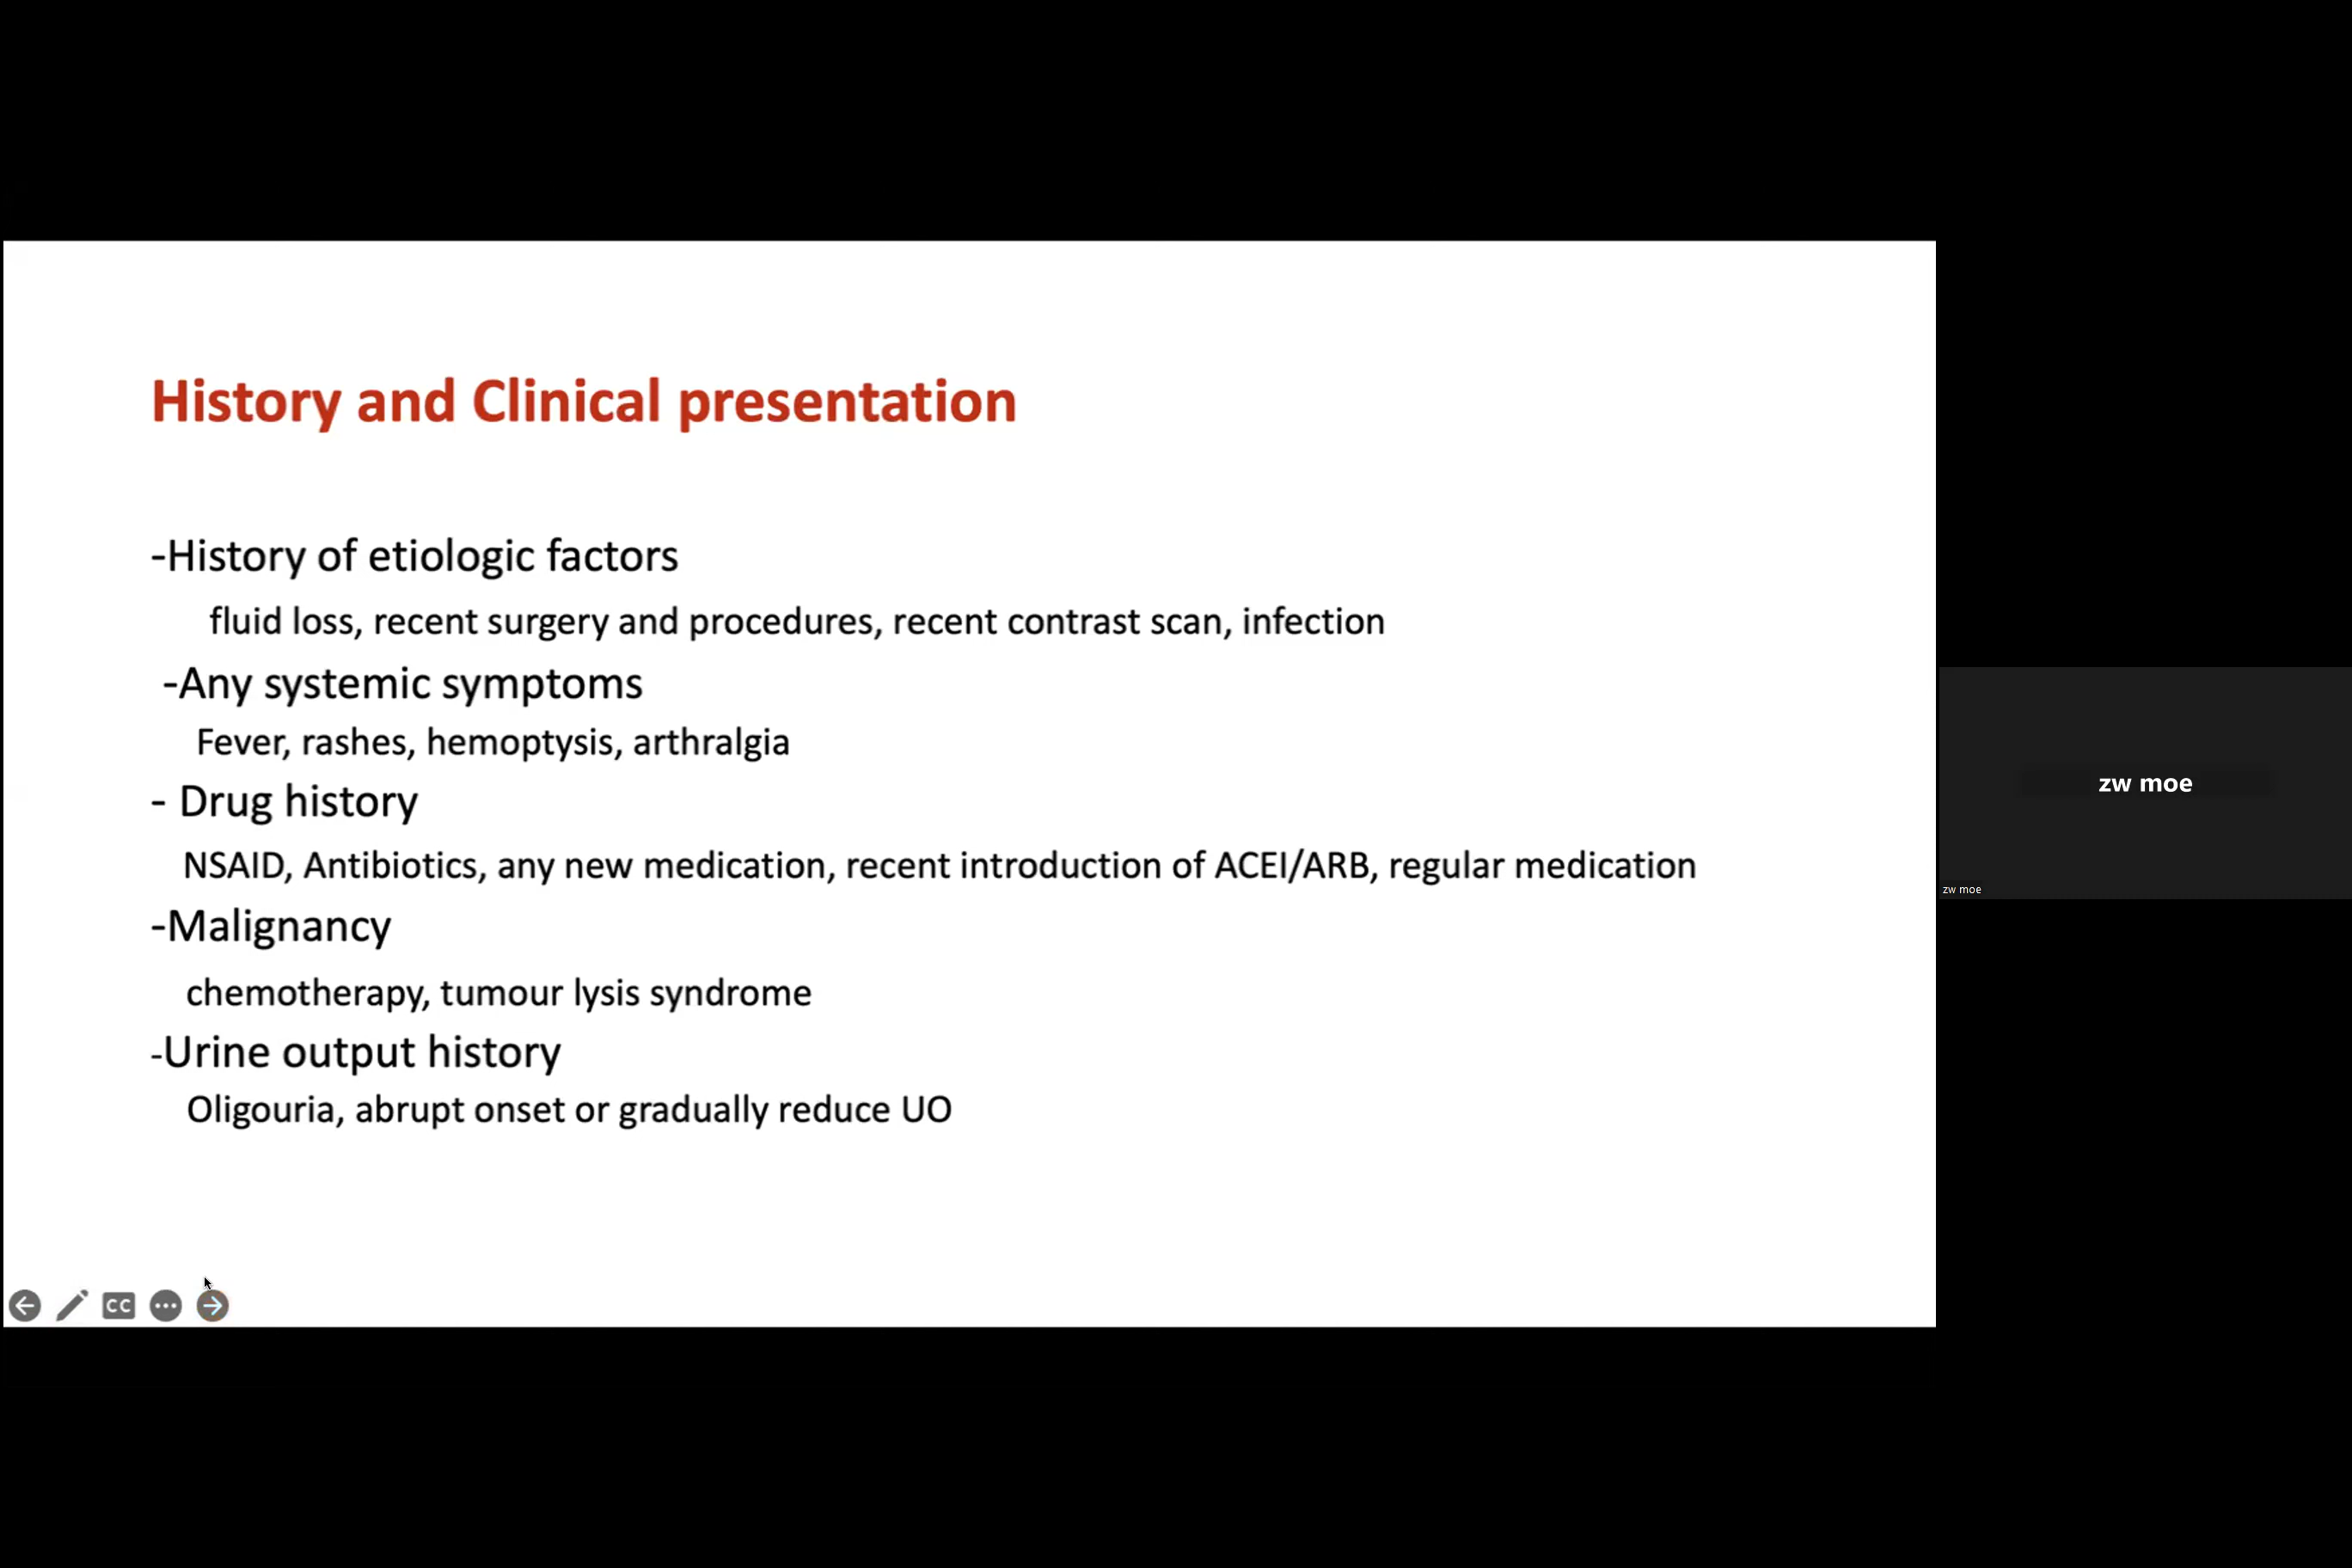 History and Clinical presentation
-History of etiologic factors
fluid loss, recent surgery and procedures, recent contrast scan, infection
-Any systemic symptoms
Fever, rashes, hemoptysis, arthralgia
- Drug history
NSAID, Antibiotics, any new medication, recent introduction of ACEI/ARB, regular medication
-Malignancy
chemotherapy, tumour lysis syndrome
-Urine output history
Oligouria, abrupt onset or gradually reduce UO
CC
zw moe
zw moe